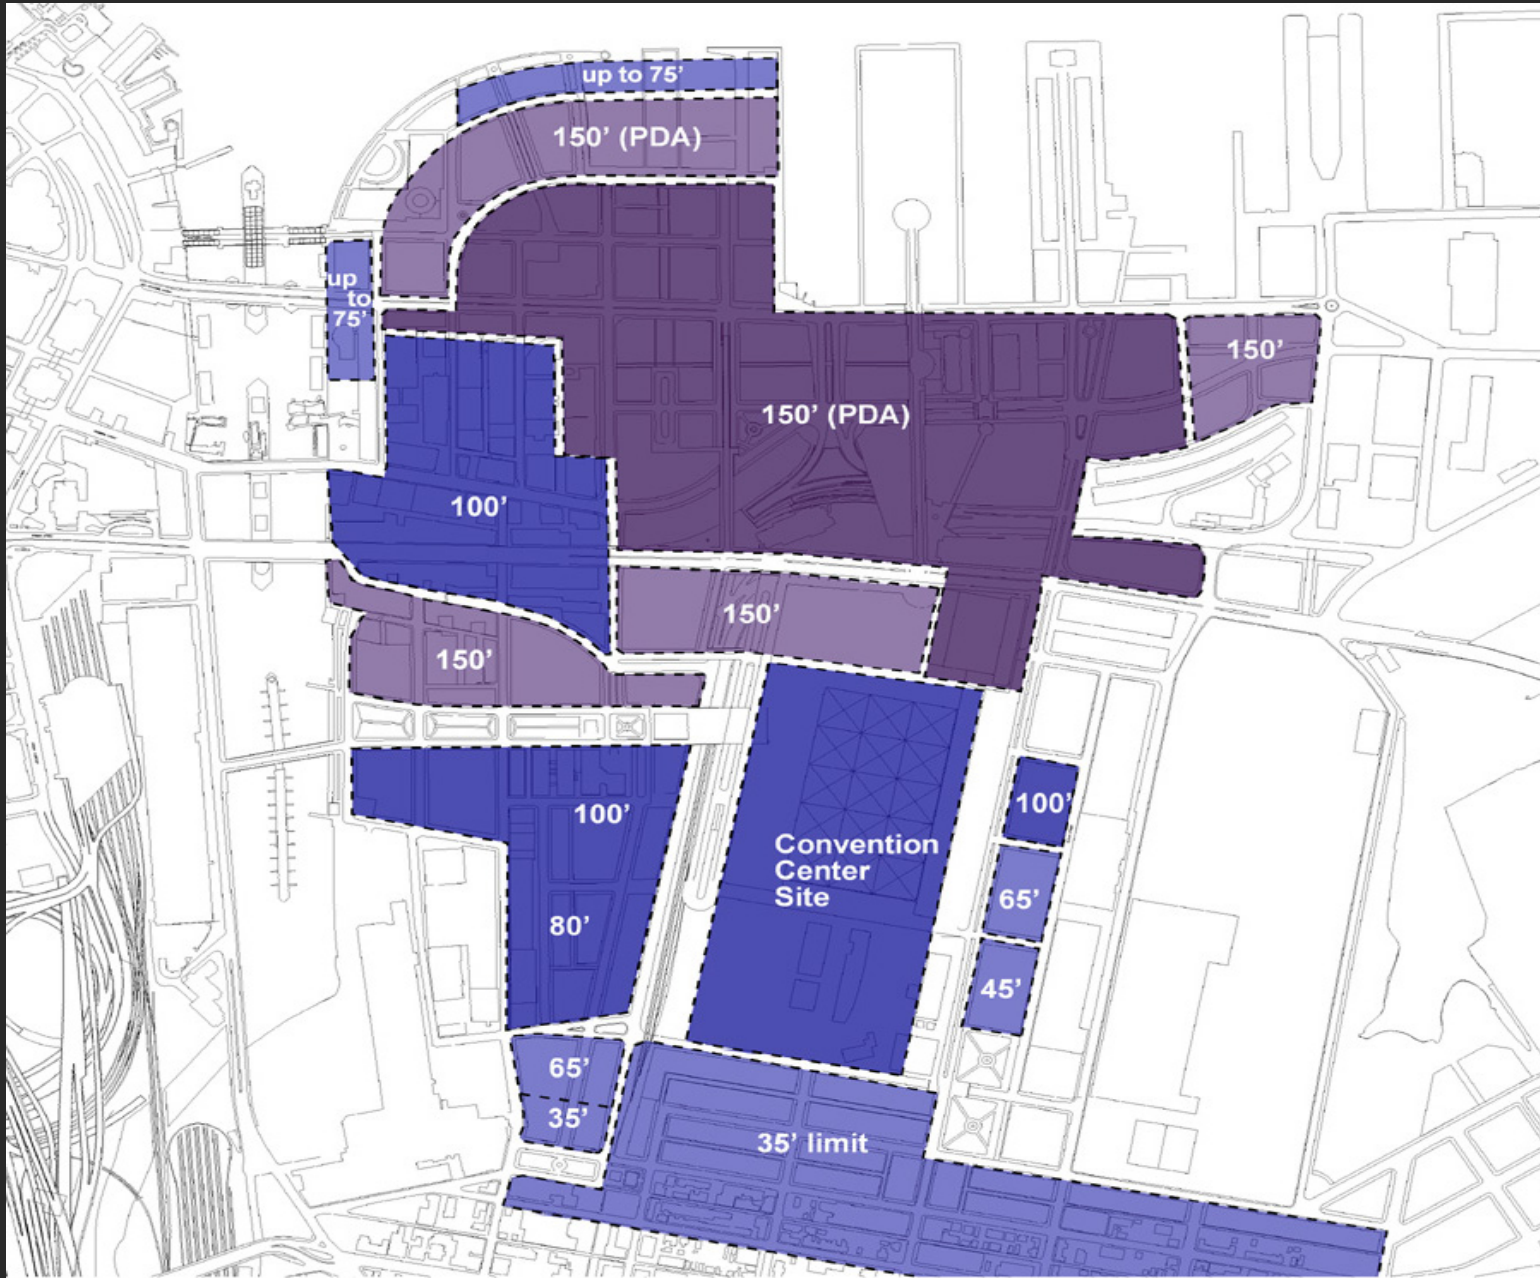 up to 75’
150’ (PDA)
up
to
75’
150’
150’ (PDA)
100’
150’
150’
100’
100’
Convention
Center
Site
65’
80’
45’
65’
35’
35’ limit